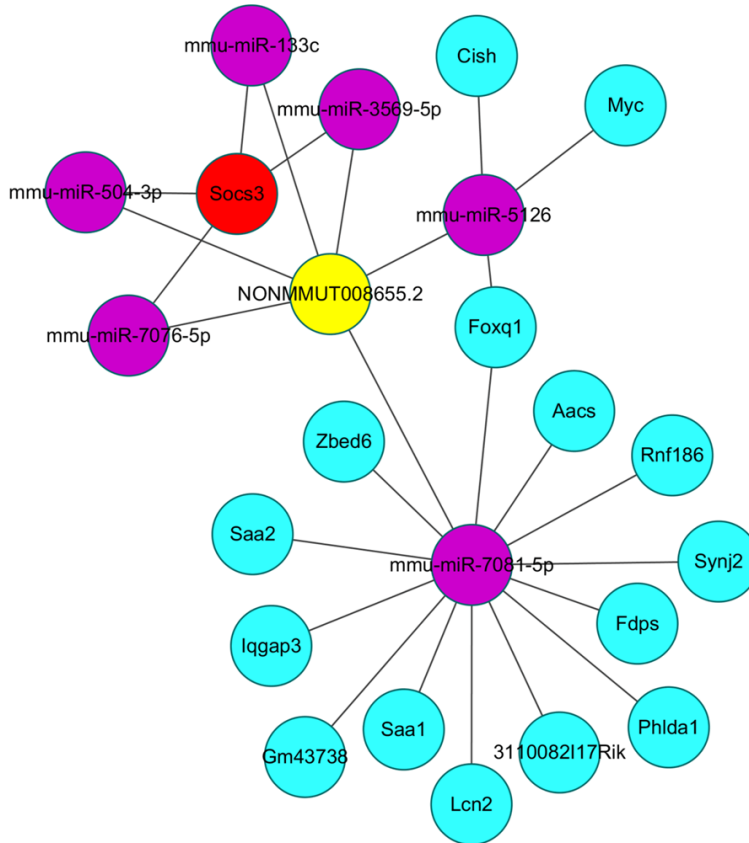 mmu-miR-133c
Cish
Myc
mmu-miR-3569-5p
mmu-miR-504-3p
Socs3
mmu-miR-5126
NONMMUT008655.2
mmu-miR-7076-5p
Foxq1
Aacs
Zbed6
Rnf186
Saa2
mmu-miR-7081-5p
Synj2
Fdps
Iqgap3
Saa1
Phlda1
Gm43738
3110082I17Rik
Lcn2